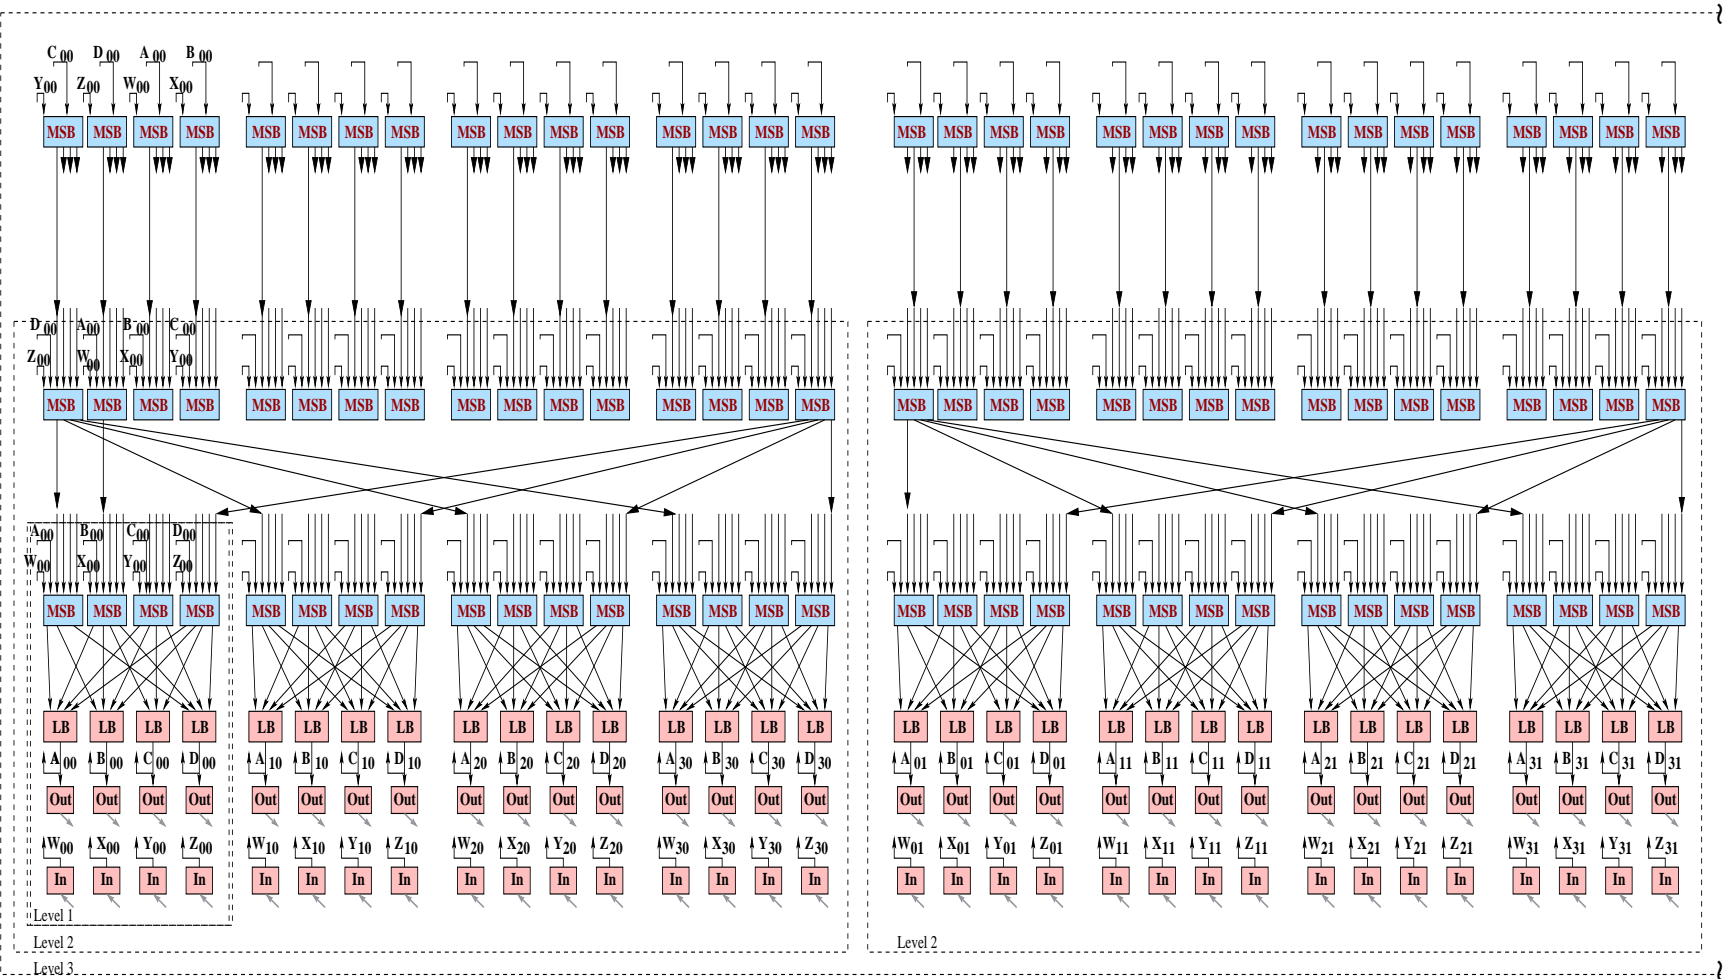 C00 D00 A00 B00
Y00 Z00 W00 X00
MSB MSB MSB MSB MSB MSB MSB MSB MSB MSB MSB MSB MSB MSB MSB MSB MSB MSB MSB MSB MSB MSB MSB MSB MSB MSB MSB MSB MSB MSB MSB MSB
D00 A00 B00 C00
Z00 W00 X00 Y00
MSB MSB MSB MSB MSB MSB MSB MSB MSB MSB MSB MSB MSB MSB MSB MSB MSB MSB MSB MSB MSB MSB MSB MSB MSB MSB MSB MSB MSB MSB MSB MSB
A00 B00 C00 D00
W00 X00 Y00 Z00
MSB MSB MSB MSB MSB MSB MSB MSB MSB MSB MSB MSB MSB MSB MSB MSB MSB MSB MSB MSB MSB MSB MSB MSB MSB MSB MSB MSB MSB MSB MSB MSB
LB LB LB LB LB LB LB LB LB LB LB LB LB LB LB LB LB LB LB LB LB LB LB LB LB LB LB LB LB LB LB LB
A00 B00 C00 D00 A10 B10 C10 D10 A20 B20 C20 D20 A30 B30 C30 D30 A01 B01 C01 D01 A11 B11 C11 D11 A21 B21 C21 D21 A31 B31 C31 D31
Out Out Out Out Out Out Out Out Out Out Out Out Out Out Out Out Out Out Out Out Out Out Out Out Out Out Out Out Out Out Out Out
W00 X00 Y00 Z00 W10 X10 Y10 Z10 W20 X20 Y20 Z20 W30 X30 Y30 Z30 W01 X01 Y01 Z01 W11 X11 Y11 Z11 W21 X21 Y21 Z21 W31 X31 Y31 Z31
In In In In In In In In In In In In In In In In In In In In In In In In In In In In In In In In
Level 1
Level 2 Level 2
Level 3